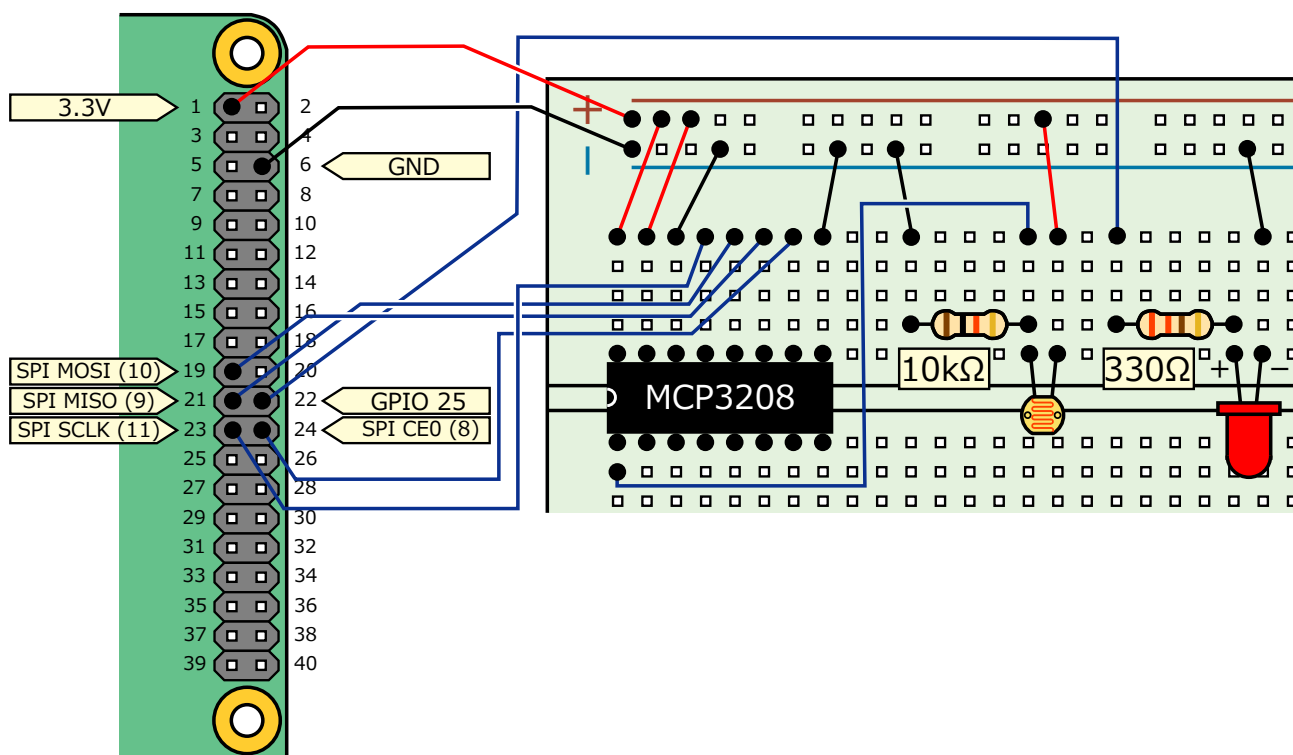 3.3V 1 2
3 4
5 6 GND
7 8
9 10
11 12
13 14
15 16
17 18
SPI MOSI (10) 19 20
SPI MISO (9) 21 22 GPIO 25
SPI SCLK (11) 23 24 SPI CE0 (8)
25 26
27 28
29 30
31 32
33 34
35 36
37 38
39 40
+
−
10kΩ 330Ω + −
MCP3208